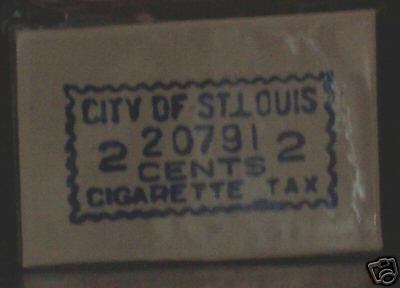 CITY OF ST. LOUIS
20791
2 CENTS 2
CIGARETTE TAX